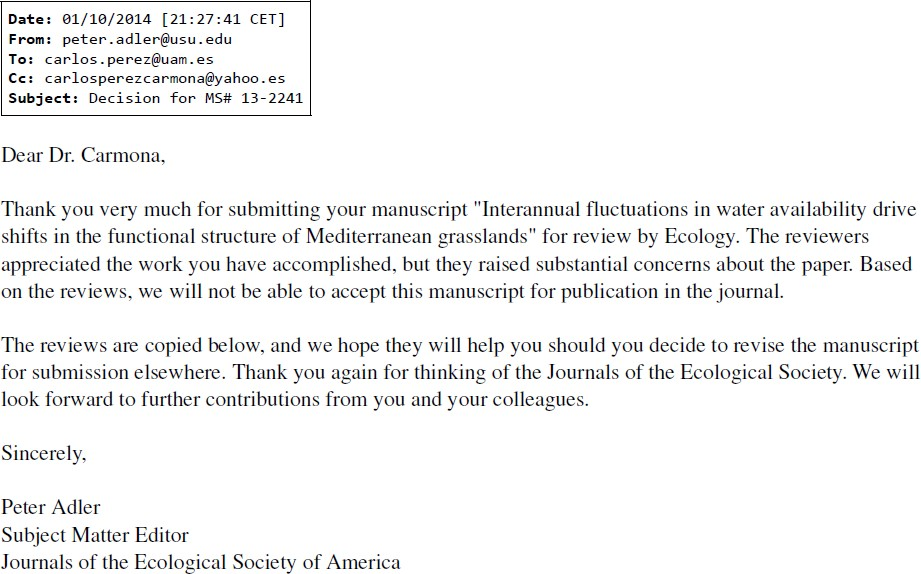 Date: 01/10/2014 [21:27:41 CET]
From: peter.adler@usu.edu
To: carlos.perez@uam.es
Cc: carlosperezcarmona@yahoo.es
Subject: Decision for MS# 13-2241
Dear Dr. Carmona,
Thank you very much for submitting your manuscript "Interannual fluctuations in water availability drive
shifts in the functional structure of Mediterranean grasslands" for review by Ecology. The reviewers
appreciated the work you have accomplished, but they raised substantial concerns about the paper. Based
on the reviews, we will not be able to accept this manuscript for publication in the journal.
The reviews are copied below, and we hope they will help you should you decide to revise the manuscript
for submission elsewhere. Thank you again for thinking of the Journals of the Ecological Society. We will
look forward to further contributions from you and your colleagues.
Sincerely,
Peter Adler
Subject Matter Editor
Journals of the Ecological Society of America